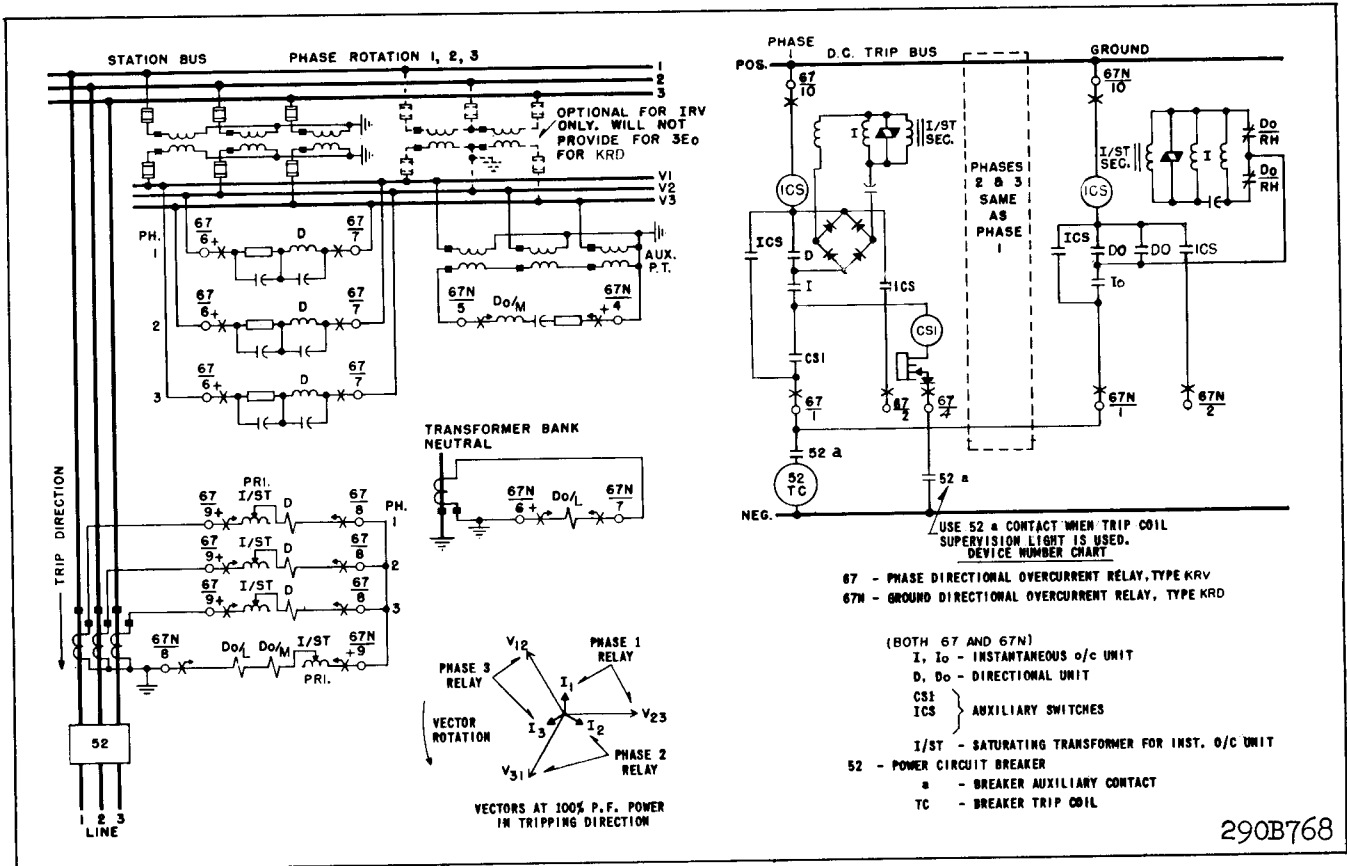 STATION BUS
PHASE ROTATION 1, 2, 3
1
2
3
OPTIONAL FOR IRV
ONLY. WILL NOT
PROVIDE FOR 3Eo
FOR KRD
V1
V2
V3
PH.
1
67
6
+
D
67
7
2
67
6
+
D
67
7
3
67
6
+
D
67
7
AUX.
P.T.
67N
5
Do/M
+
67N
4
TRANSFORMER BANK
NEUTRAL
67N
6
+
Do/L
67N
7
TRIP DIRECTION
PRI.
I/ST
67
9
+
D
67
8
PH.
1
67
9
+
I/ST
D
67
8
2
67
9
+
I/ST
D
67
8
3
67N
8
Do/L
Do/M
I/ST
PRI.
67N
+9
52
1 2 3
LINE
V12
PHASE 1
RELAY
PHASE 3
RELAY
I1
V23
I3
I2
VECTOR
ROTATION
PHASE 2
RELAY
V31
VECTORS AT 100% P.F. POWER
IN TRIPPING DIRECTION
PHASE
D.C. TRIP BUS
GROUND
POS.
67
10
I
I/ST
SEC.
ICS
ICS
D
I
ICS
CS1
CS1
67
1
67
2
67
4
52 a
52
TC
52 a
NEG.
PHASES
2 & 3
SAME
AS
PHASE
1
67N
10
I/ST
SEC.
I
Do
RH
Do
RH
ICS
ICS
DO
DO
ICS
Io
67N
1
67N
2
USE 52 a CONTACT WHEN TRIP COIL
SUPERVISION LIGHT IS USED.
DEVICE NUMBER CHART
67 - PHASE DIRECTIONAL OVERCURRENT RELAY, TYPE KRV
67N - GROUND DIRECTIONAL OVERCURRENT RELAY, TYPE KRD
(BOTH 67 AND 67N)
I, Io - INSTANTANEOUS o/c UNIT
D, Do - DIRECTIONAL UNIT
CS1
ICS } AUXILIARY SWITCHES
I/ST - SATURATING TRANSFORMER FOR INST. O/C UNIT
52 - POWER CIRCUIT BREAKER
a - BREAKER AUXILIARY CONTACT
TC - BREAKER TRIP COIL
290B768